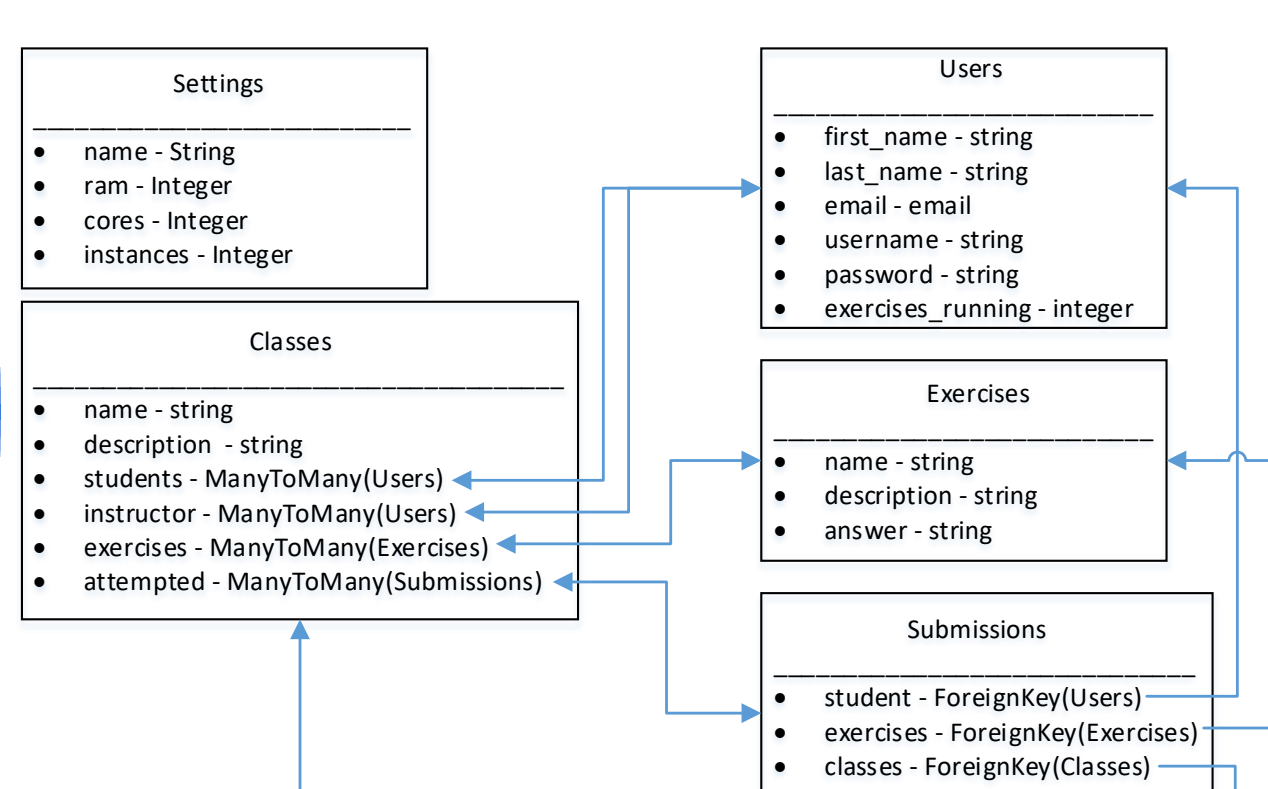 Settings
name - String
ram - Integer
cores - Integer
instances - Integer
Classes
name - string
description  - string
students - ManyToMany(Users)
instructor - ManyToMany(Users)
exercises - ManyToMany(Exercises)
attempted - ManyToMany(Submissions)
Users
first_name - string
last_name - string
email - email
username - string
password - string
exercises_running - integer
Exercises
name - string
description - string
answer - string
Submissions
student - ForeignKey(Users)
exercises - ForeignKey(Exercises)
classes - ForeignKey(Classes)